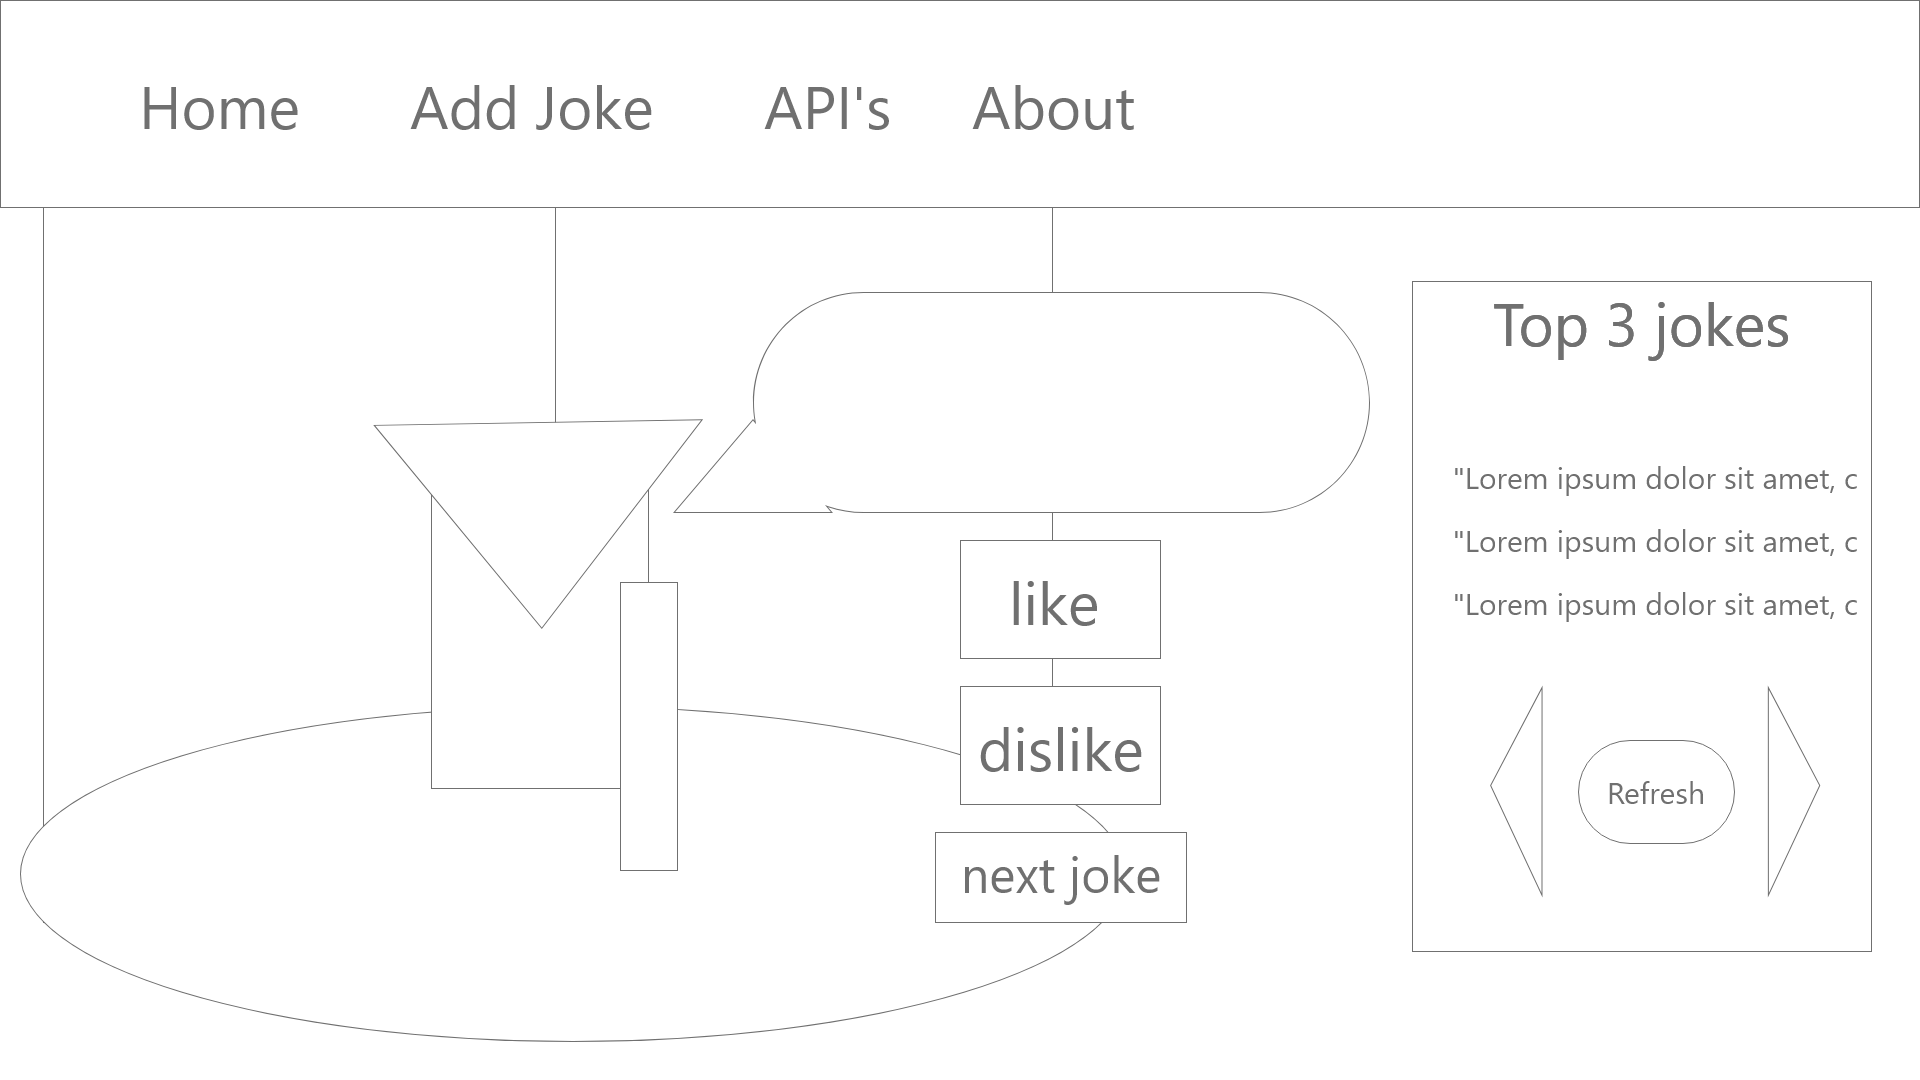 Home Add Joke API's About
Top 3 jokes
"Lorem ipsum dolor sit amet, c
"Lorem ipsum dolor sit amet, c
"Lorem ipsum dolor sit amet, c
like
dislike
next joke
Refresh